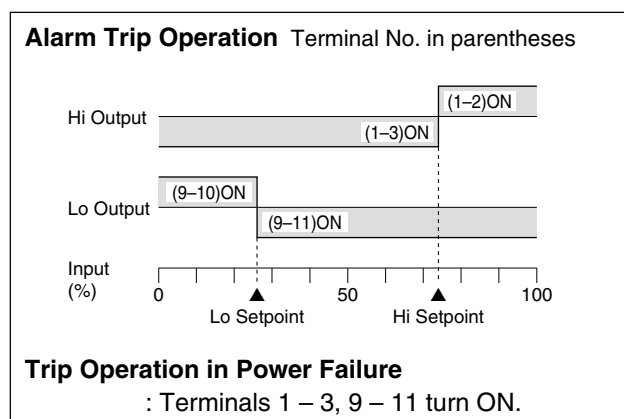 Alarm Trip Operation Terminal No. in parentheses
(1–2)ON
Hi Output
(1–3)ON
(9–10)ON
Lo Output
(9–11)ON
Input
(%)
0 50 100
Lo Setpoint Hi Setpoint
Trip Operation in Power Failure
: Terminals 1 – 3, 9 – 11 turn ON.